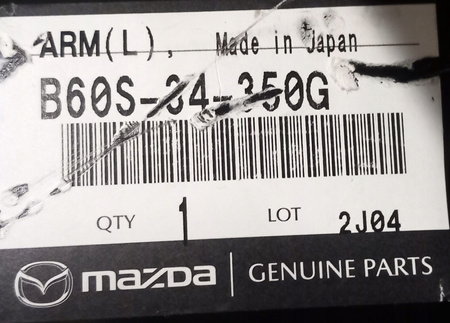 ARM(L), Made in Japan
B60S-34-350G
QTY 1 LOT 2J04
mazda GENUINE PARTS